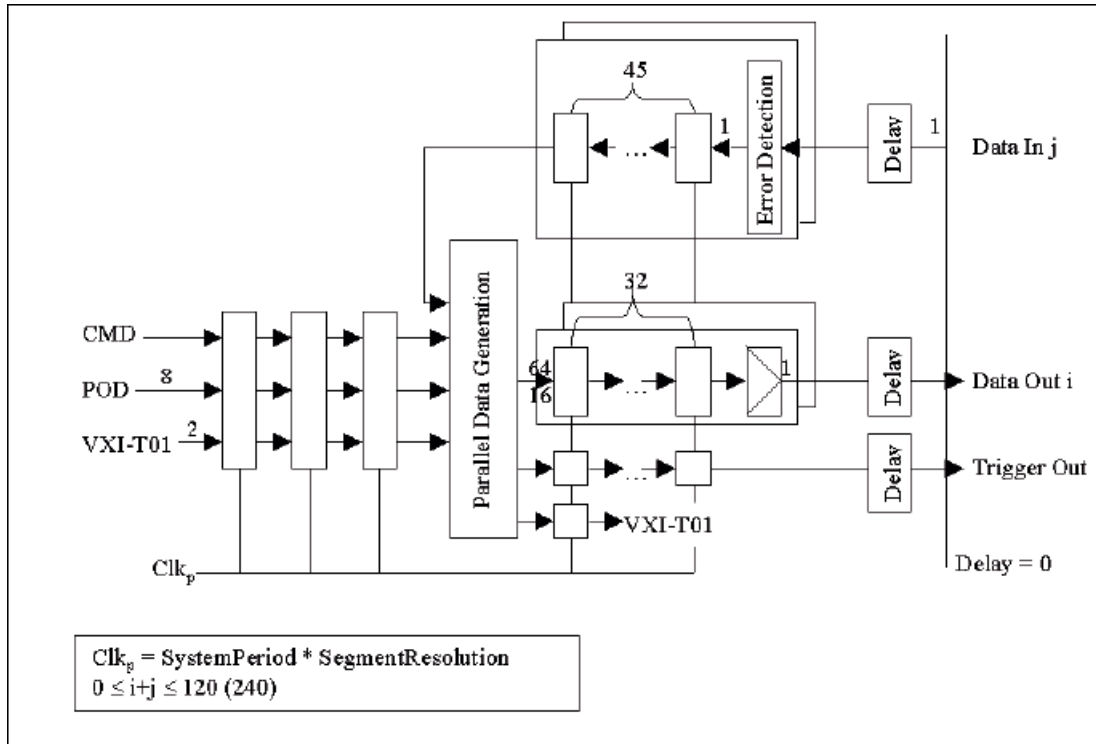 45
1
Error Detection
Delay
1
Data In j
32
CMD
POD
8
VXI-T01
2
Parallel Data Generation
64
16
...
...
1
Delay
Data Out i
...
Delay
Trigger Out
VXI-T01
Clkp
Delay = 0
Clkp = SystemPeriod * SegmentResolution
0 ≤ i+j ≤ 120 (240)